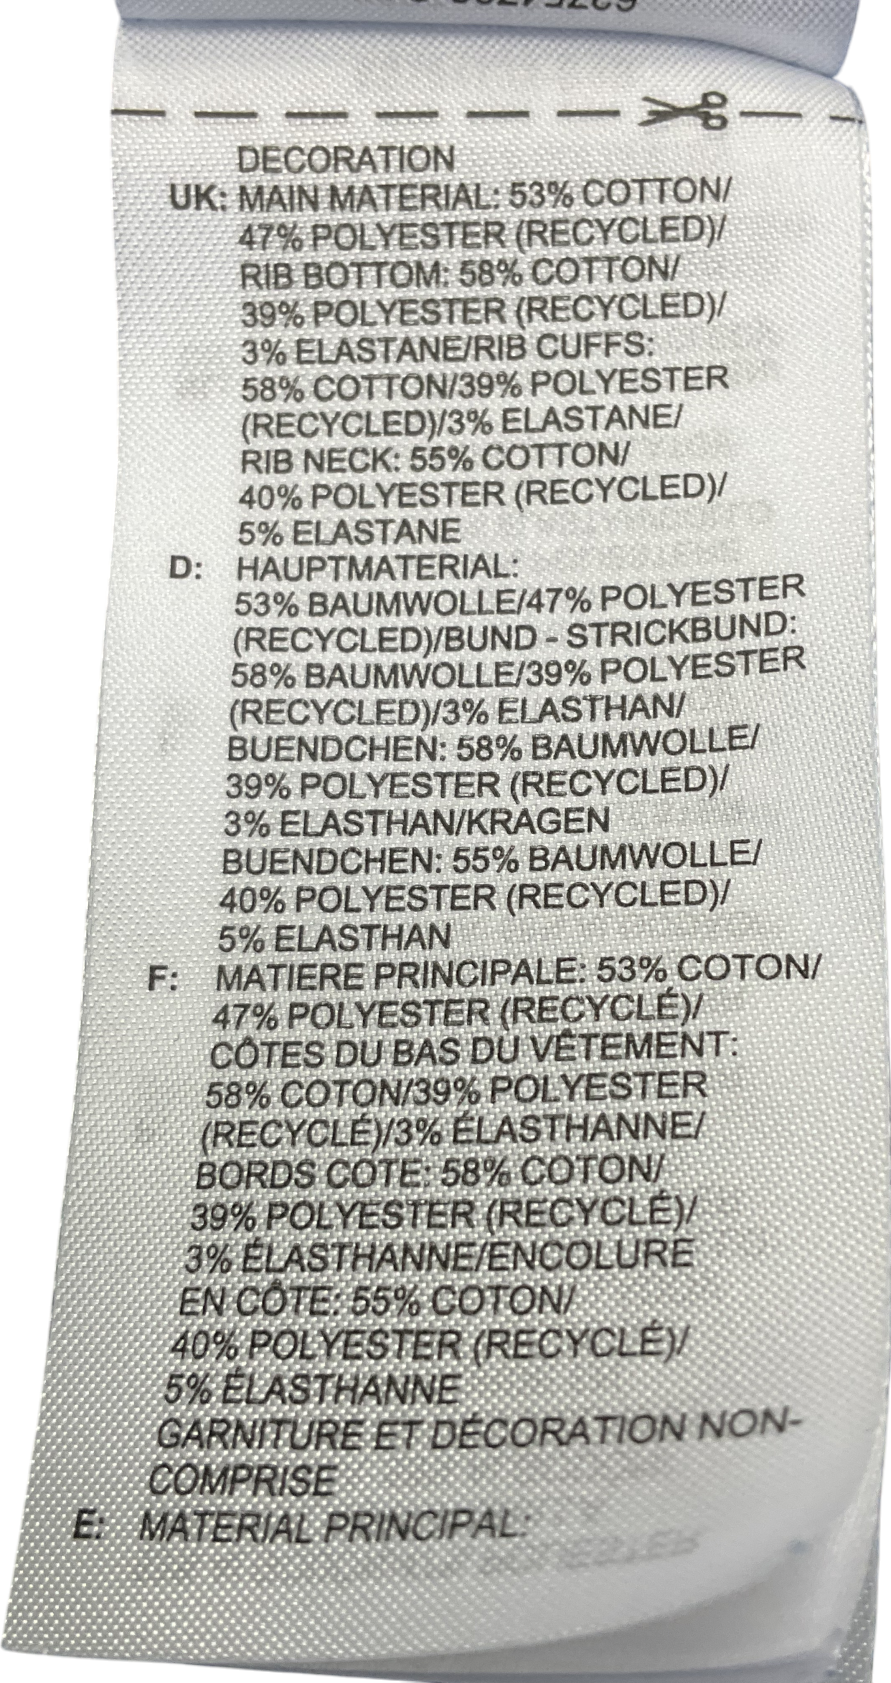 DECORATION
UK: MAIN MATERIAL: 53% COTTON/
47% POLYESTER (RECYCLED)/
RIB BOTTOM: 58% COTTON/
39% POLYESTER (RECYCLED)/
3% ELASTANE/RIB CUFFS:
58% COTTON/39% POLYESTER
(RECYCLED)/3% ELASTANE/
RIB NECK: 55% COTTON/
40% POLYESTER (RECYCLED)/
5% ELASTANE
D: HAUPTMATERIAL:
53% BAUMWOLLE/47% POLYESTER
(RECYCLED)/BUND - STRICKBUND:
58% BAUMWOLLE/39% POLYESTER
(RECYCLED)/3% ELASTHAN/
BUENDCHEN: 58% BAUMWOLLE/
39% POLYESTER (RECYCLED)/
3% ELASTHAN/KRAGEN
BUENDCHEN: 55% BAUMWOLLE/
40% POLYESTER (RECYCLED)/
5% ELASTHAN
F: MATIERE PRINCIPALE: 53% COTON/
47% POLYESTER (RECYCLÉ)/
CÔTES DU BAS DU VÊTEMENT:
58% COTON/39% POLYESTER
(RECYCLÉ)/3% ÉLASTHANNE/
BORDS COTE: 58% COTON/
39% POLYESTER (RECYCLÉ)/
3% ÉLASTHANNE/ENCOLURE
EN CÔTE: 55% COTON/
40% POLYESTER (RECYCLÉ)/
5% ÉLASTHANNE
GARNITURE ET DÉCORATION NON-
COMPRISE
E: MATERIAL PRINCIPAL: